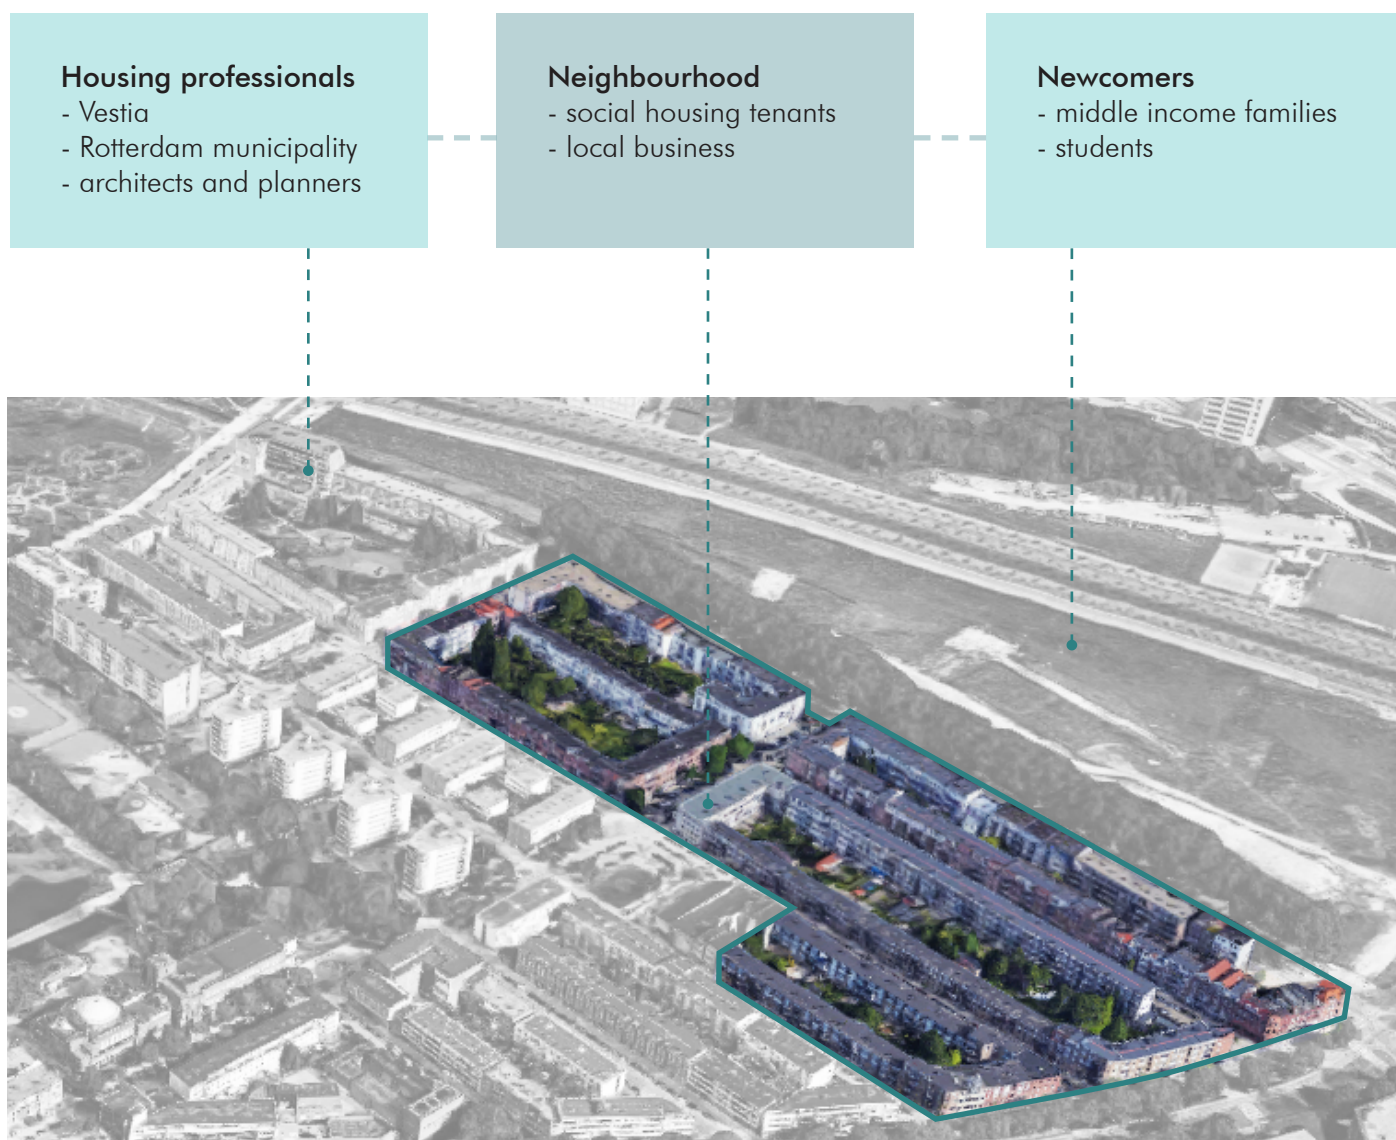 Housing professionals
- Vestia
- Rotterdam municipality
- architects and planners
Neighbourhood
- social housing tenants
- local business
Newcomers
- middle income families
- students